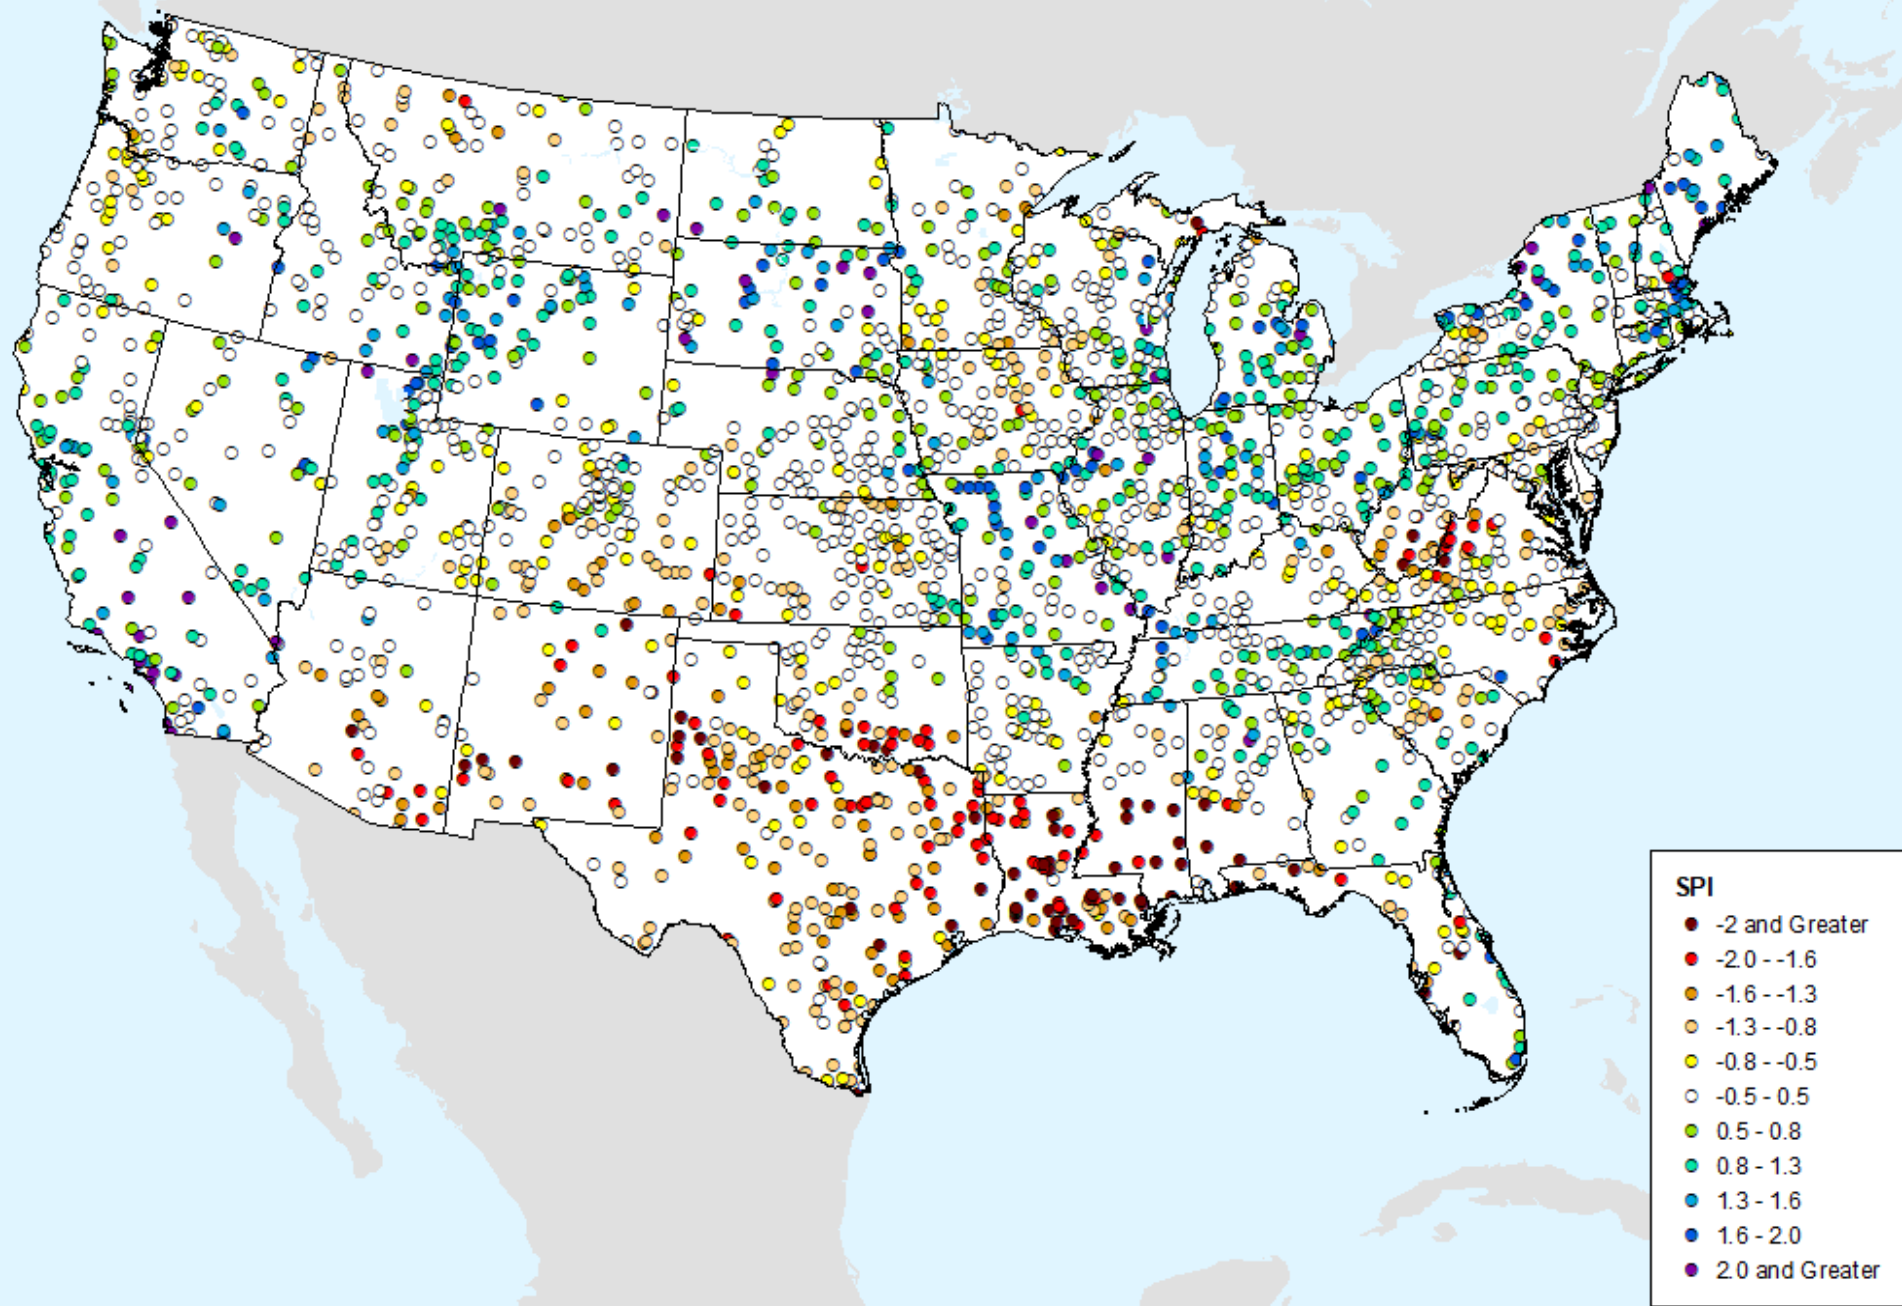 SPI
-2 and Greater
-2.0 - -1.6
-1.6 - -1.3
-1.3 - -0.8
-0.8 - -0.5
-0.5 - 0.5
0.5 - 0.8
0.8 - 1.3
1.3 - 1.6
1.6 - 2.0
2.0 and Greater